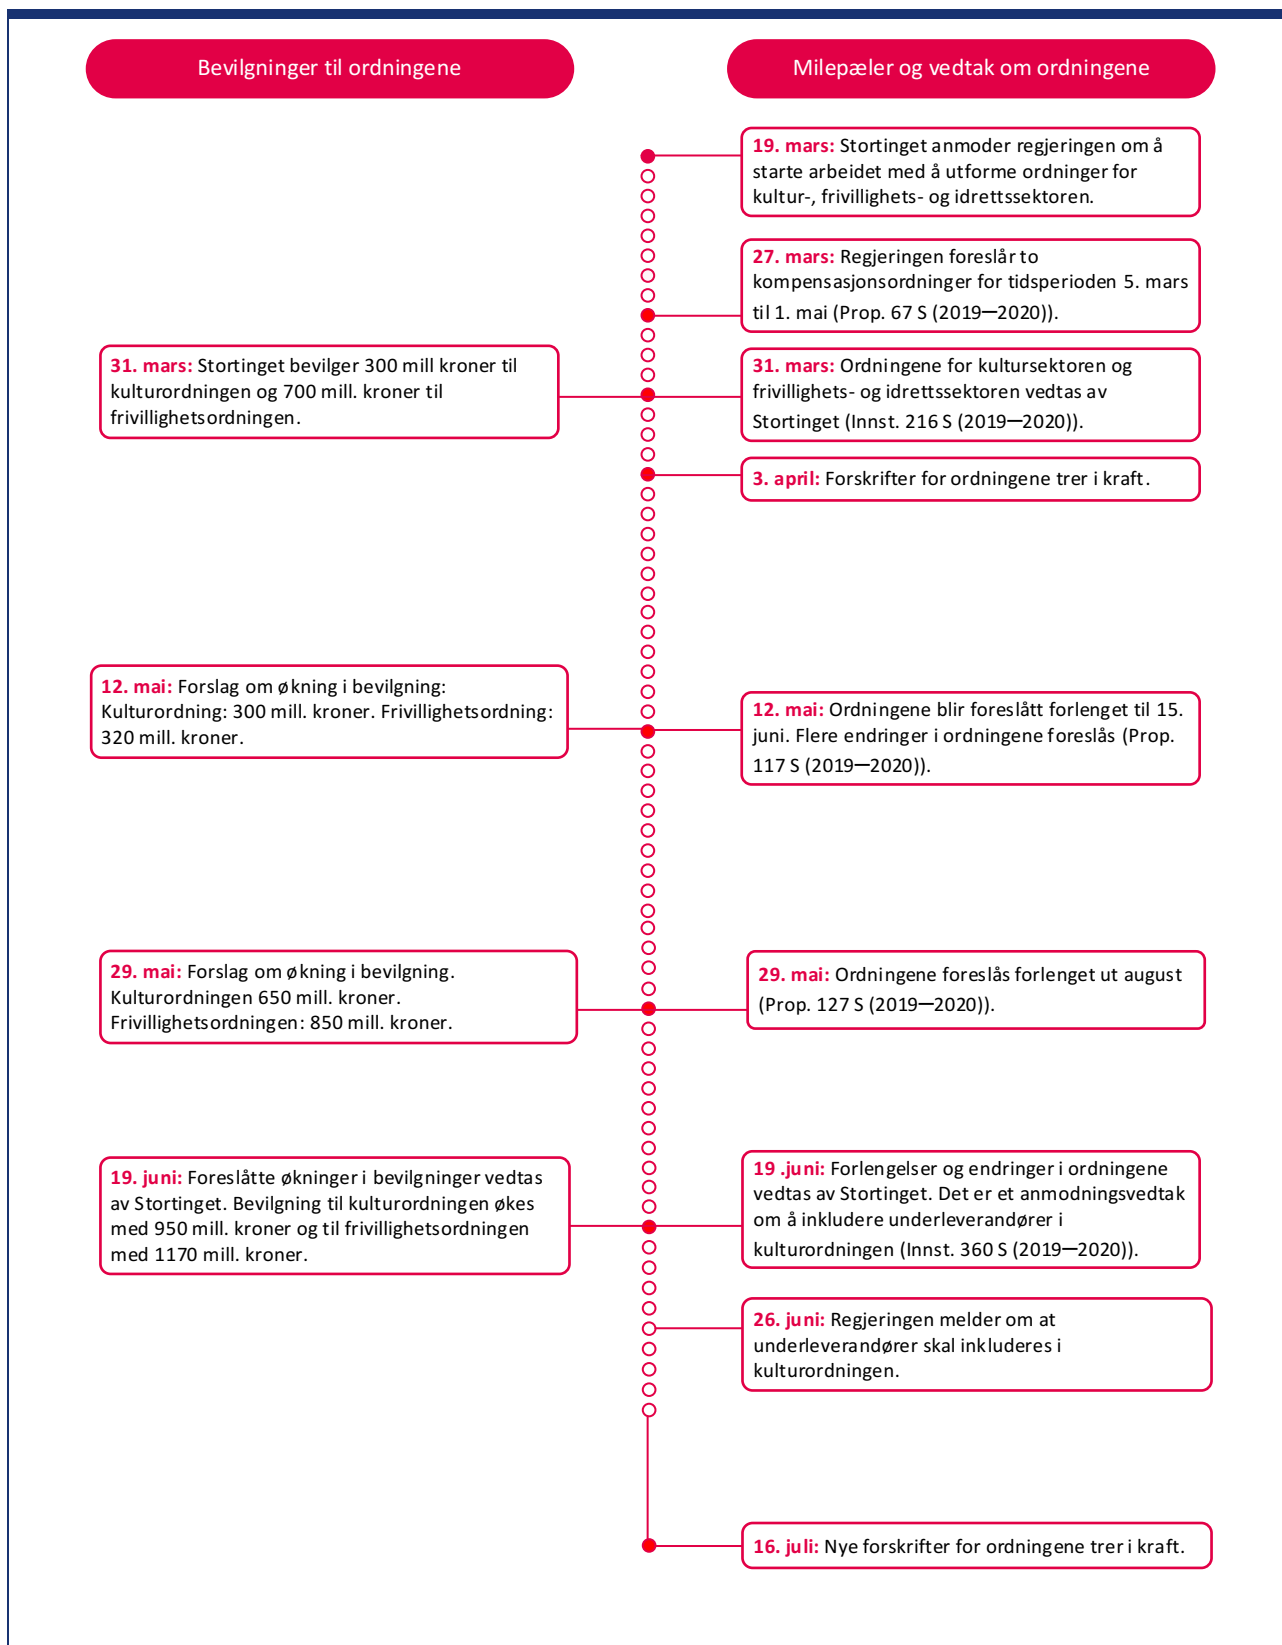 Bevilgninger til ordningene
Milepæler og vedtak om ordningene
19. mars: Stortinget anmoder regjeringen om å
starte arbeidet med å utforme ordninger for
kultur-, frivillighets- og idrettssektoren.
27. mars: Regjeringen foreslår to
kompensasjonsordninger for tidsperioden 5. mars
til 1. mai (Prop. 67 S (2019—2020)).
31. mars: Stortinget bevilger 300 mill kroner til
kulturordningen og 700 mill. kroner til
frivillighetsordningen.
31. mars: Ordningene for kultursektoren og
frivillighets- og idrettssektoren vedtas av
Stortinget (Innst. 216 S (2019—2020)).
3. april: Forskrifter for ordningene trer i kraft.
12. mai: Forslag om økning i bevilgning:
Kulturordning: 300 mill. kroner. Frivillighetsordning:
320 mill. kroner.
12. mai: Ordningene blir foreslått forlenget til 15.
juni. Flere endringer i ordningene foreslås (Prop.
117 S (2019—2020)).
29. mai: Forslag om økning i bevilgning.
Kulturordningen 650 mill. kroner.
Frivillighetsordningen: 850 mill. kroner.
29. mai: Ordningene foreslås forlenget ut august
(Prop. 127 S (2019—2020)).
19. juni: Foreslåtte økninger i bevilgninger vedtas
av Stortinget. Bevilgning til kulturordningen økes
med 950 mill. kroner og til frivillighetsordningen
med 1170 mill. kroner.
19 .juni: Forlengelser og endringer i ordningene
vedtas av Stortinget. Det er et anmodningsvedtak
om å inkludere underleverandører i
kulturordningen (Innst. 360 S (2019—2020)).
26. juni: Regjeringen melder om at
underleverandører skal inkluderes i
kulturordningen.
16. juli: Nye forskrifter for ordningene trer i kraft.